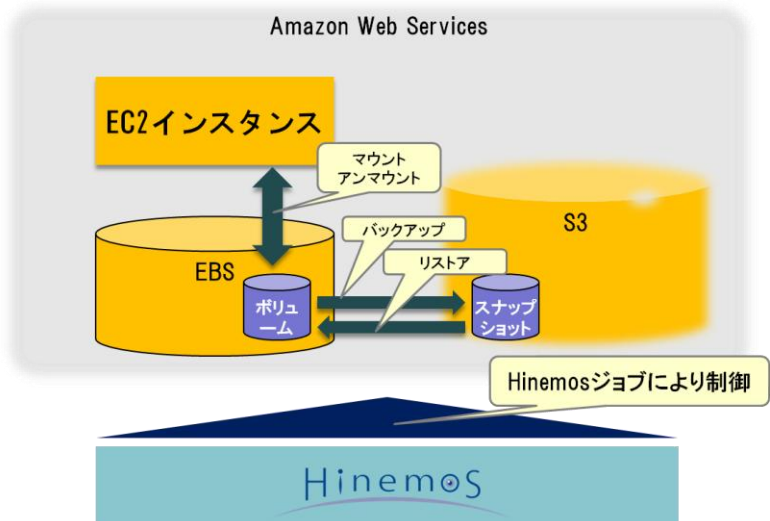 Amazon Web Services
EC2インスタンス
マウント
アンマウント
S3
バックアップ
リストア
EBS
ボリュ
ーム
スナップ
ショット
Hinemosジョブにより制御
Hinemos